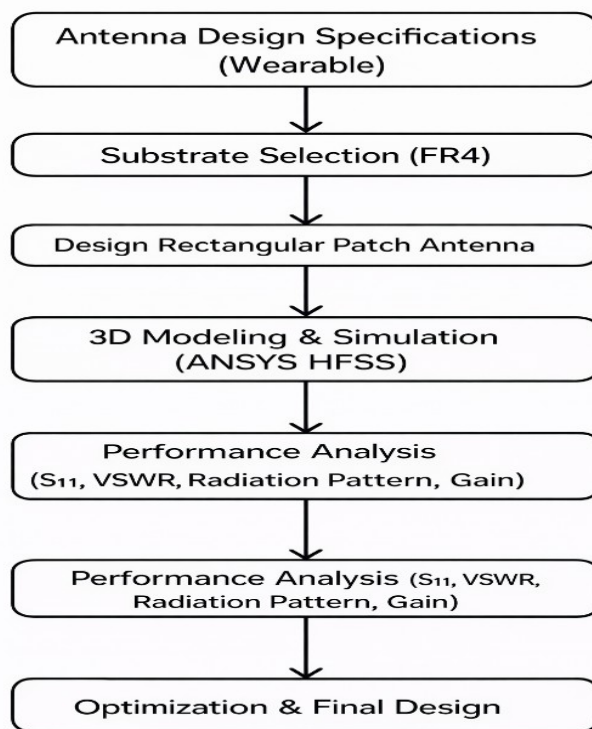 Antenna Design Specifications
(Wearable)
Substrate Selection (FR4)
Design Rectangular Patch Antenna
3D Modeling & Simulation
(ANSYS HFSS)
Performance Analysis
(S₁₁, VSWR, Radiation Pattern, Gain)
Performance Analysis (S₁₁, VSWR,
Radiation Pattern, Gain)
Optimization & Final Design